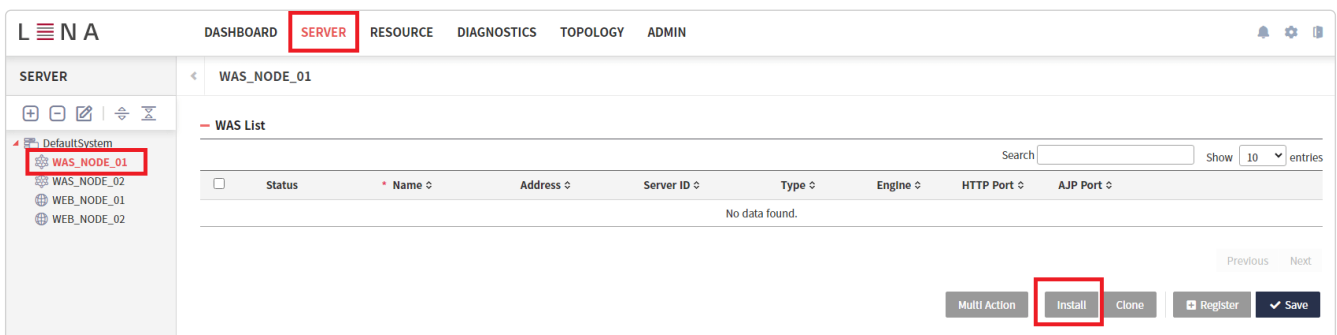 LENA
DASHBOARD SERVER RESOURCE DIAGNOSTICS TOPOLOGY ADMIN
SERVER
WAS_NODE_01
DefaultSystem
WAS_NODE_01
WAS_NODE_02
WEB_NODE_01
WEB_NODE_02
WAS List
Search Show 10 entries
Status * Name Address Server ID Type Engine HTTP Port AJP Port
No data found.
Previous Next
Multi Action Install Clone Register Save